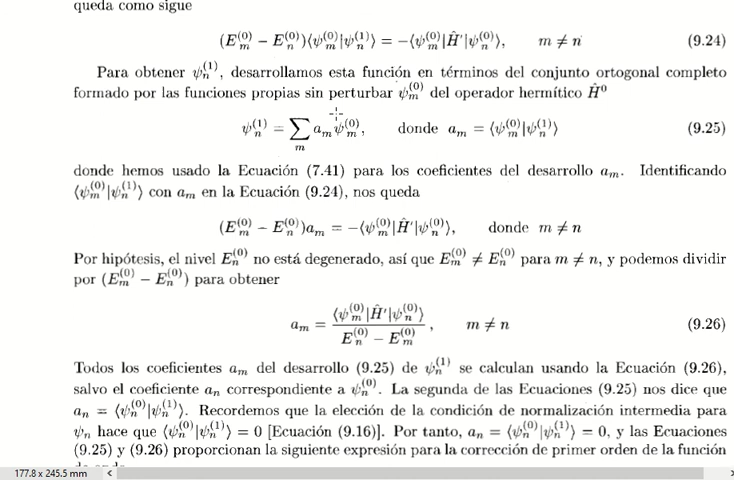 queda como sigue
(E_m^{(0)} − E_n^{(0)})⟨ψ_m^{(0)}|ψ_n^{(1)}⟩ = −⟨ψ_m^{(0)}|Ĥ′|ψ_n^{(0)}⟩, m ≠ n (9.24)
Para obtener ψ_n^{(1)}, desarrollamos esta función en términos del conjunto ortogonal completo
formado por las funciones propias sin perturbar ψ_m^{(0)} del operador hermítico Ĥ^0
ψ_n^{(1)} = ∑_m a_m ψ_m^{(0)}, donde a_m = ⟨ψ_m^{(0)}|ψ_n^{(1)}⟩ (9.25)
donde hemos usado la Ecuación (7.41) para los coeficientes del desarrollo a_m. Identificando
⟨ψ_m^{(0)}|ψ_n^{(1)}⟩ con a_m en la Ecuación (9.24), nos queda
(E_m^{(0)} − E_n^{(0)})a_m = −⟨ψ_m^{(0)}|Ĥ′|ψ_n^{(0)}⟩, donde m ≠ n
Por hipótesis, el nivel E_n^{(0)} no está degenerado, así que E_m^{(0)} ≠ E_n^{(0)} para m ≠ n, y podemos dividir
por (E_m^{(0)} − E_n^{(0)}) para obtener
a_m = ⟨ψ_m^{(0)}|Ĥ′|ψ_n^{(0)}⟩ / (E_n^{(0)} − E_m^{(0)}), m ≠ n (9.26)
Todos los coeficientes a_m del desarrollo (9.25) de ψ_n^{(1)} se calculan usando la Ecuación (9.26),
salvo el coeficiente a_n correspondiente a ψ_n^{(0)}. La segunda de las Ecuaciones (9.25) nos dice que
a_n = ⟨ψ_n^{(0)}|ψ_n^{(1)}⟩. Recordemos que la elección de la condición de normalización intermedia para
ψ_n hace que ⟨ψ_n^{(0)}|ψ_n^{(1)}⟩ = 0 [Ecuación (9.16)]. Por tanto, a_n = ⟨ψ_n^{(0)}|ψ_n^{(1)}⟩ = 0, y las Ecuaciones
(9.25) y (9.26) proporcionan la siguiente expresión para la corrección de primer orden de la función
177.8 x 245.5 mm